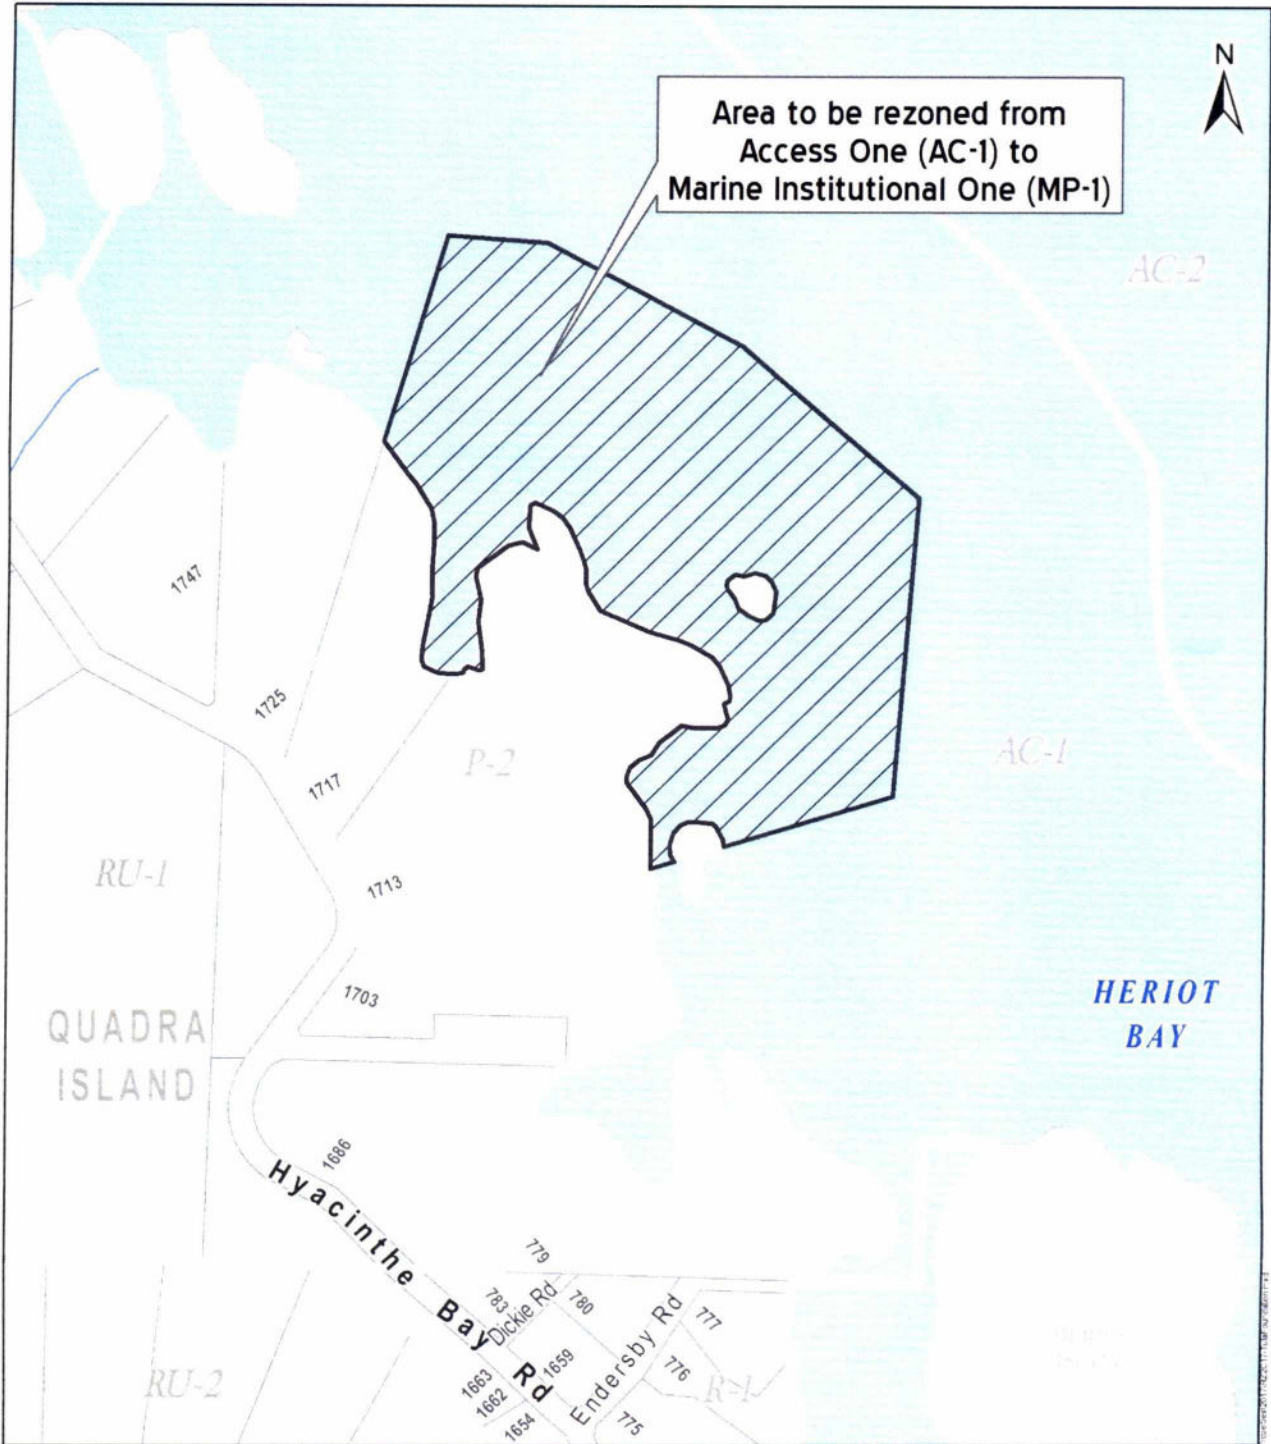 N
Area to be rezoned from
Access One (AC-1) to
Marine Institutional One (MP-1)
AC-2
1747
1725
P-2
AC-1
1717
RU-1
1713
HERIOT
BAY
1703
QUADRA
ISLAND
1686
Hyacinthe Bay Rd
779
783
Dickie Rd
780
777
Endersby Rd
1659
776
1663
1662
1654
775
RU-2
R-1